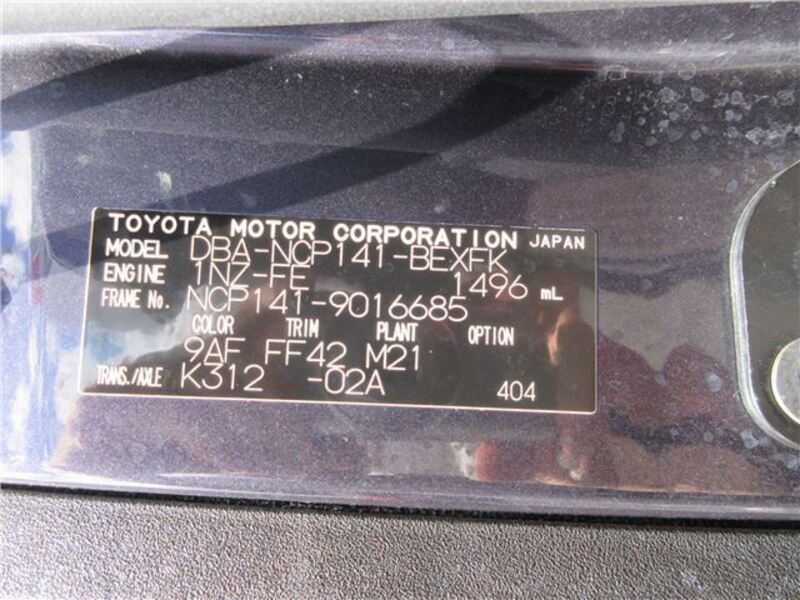 TOYOTA MOTOR CORPORATION JAPAN
MODEL DBA-NCP141-BEXFK
ENGINE 1NZ-FE 1496 mL
FRAME No. NCP141-9016685
COLOR TRIM PLANT OPTION
9AF FF42 M21
TRANS./AXLE K312 -02A 404